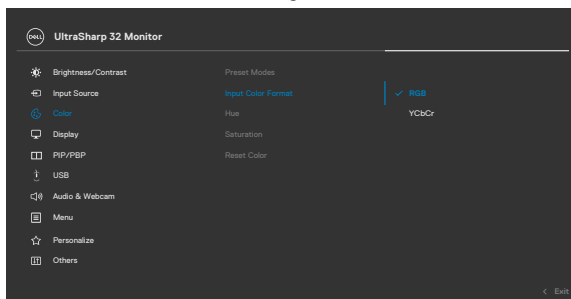 DELL UltraSharp 32 Monitor
Brightness/Contrast Preset Modes
Input Source Input Color Format RGB
Color Hue YCbCr
Display Saturation
PIP/PBP Reset Color
USB
Audio & Webcam
Menu
Personalize
Others
Exit